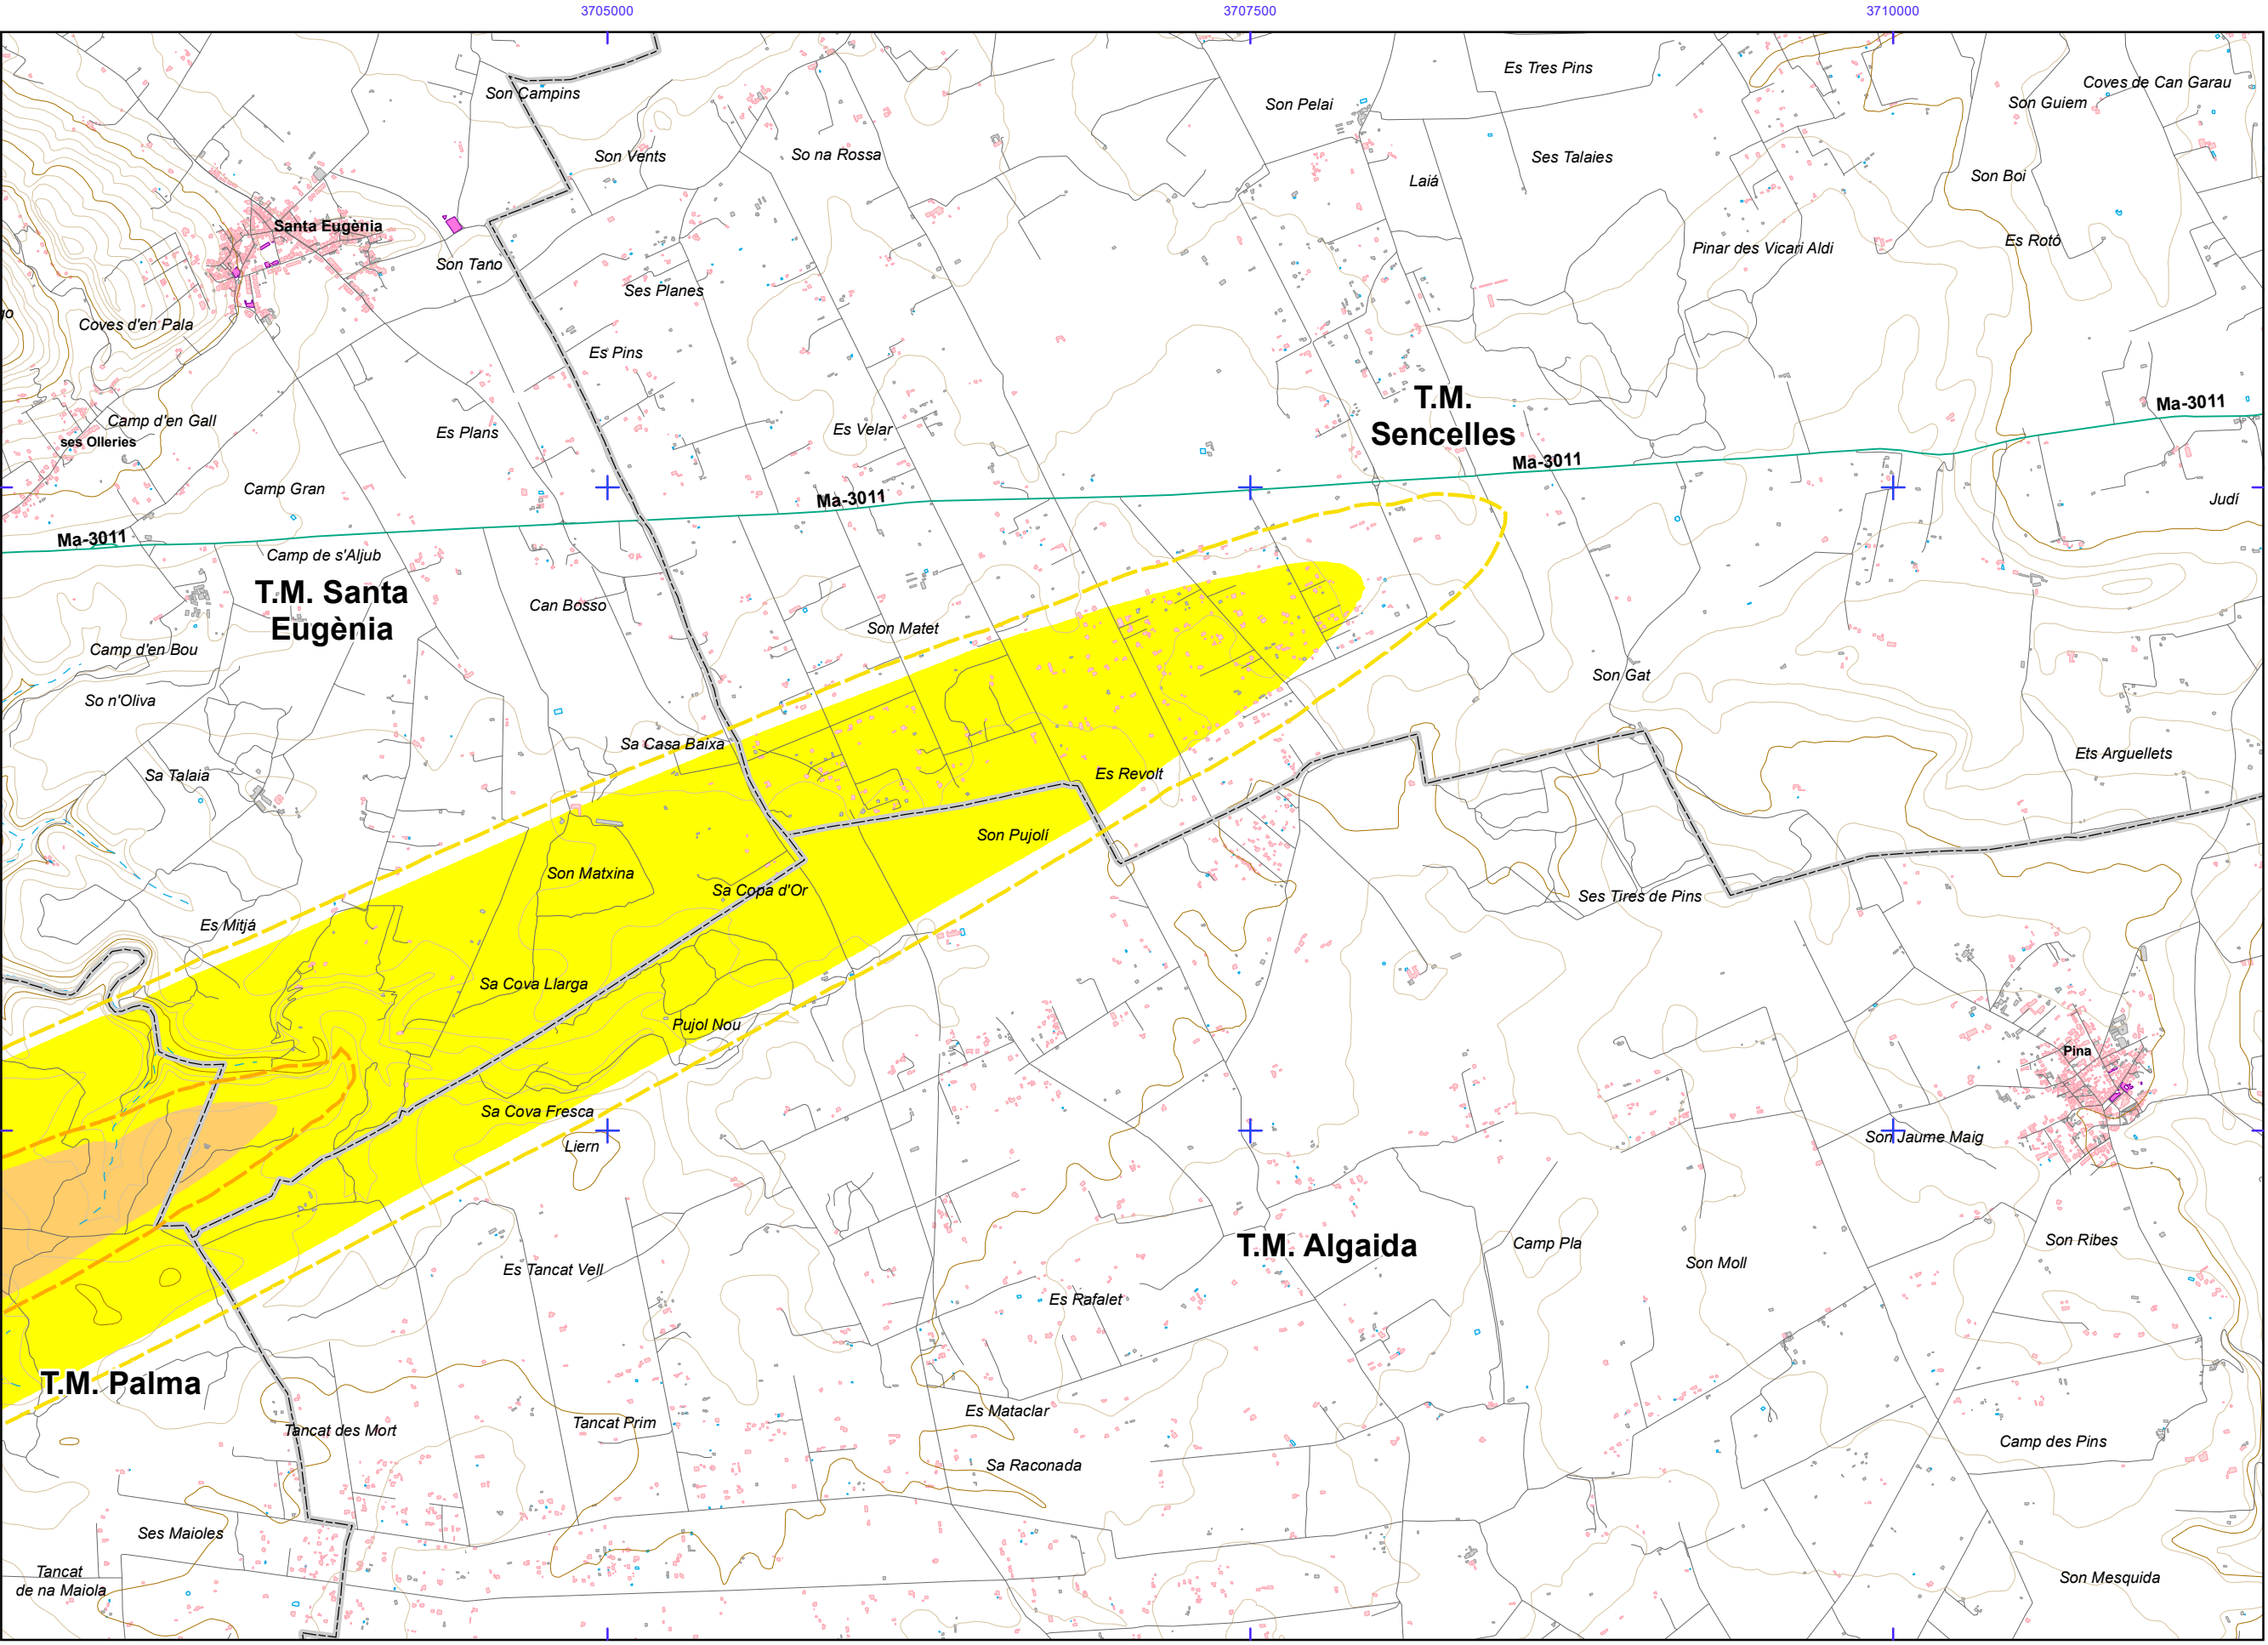 3705000
3707500
3710000
Es Tres Pins
Coves de Can Garau
Son Campins
Son Pelai
Son Guiem
Son Vents
So na Rossa
Ses Talaies
Laiá
Son Boi
Santa Eugènia
Es Rotó
Pinar des Vicari Aldi
Son Tano
Ses Planes
go
Coves d'en Pala
Es Pins
T.M.
Sencelles
Ma-3011
Camp d'en Gall
Es Plans
Es Velar
ses Olleries
Ma-3011
Camp Gran
Ma-3011
Judí
Ma-3011
Camp de s'Aljub
T.M. Santa
Eugènia
Can Bosso
Son Matet
Camp d'en Bou
Son Gat
So n'Oliva
Sa Casa Baixa
Ets Arguellets
Sa Talaia
Es Revolt
Son Pujolí
Son Matxina
Sa Copa d'Or
Ses Tires de Pins
Es Mitjá
Sa Cova Llarga
Pujol Nou
Pina
Sa Cova Fresca
Son Jaume Maig
Liern
T.M. Algaida
Camp Pla
Son Ribes
Son Moll
Es Tancat Vell
Es Rafalet
T.M. Palma
Es Mataclar
Tancat Prim
Tancat des Mort
Camp des Pins
Sa Raconada
Ses Maioles
Tancat
de na Maiola
Son Mesquida